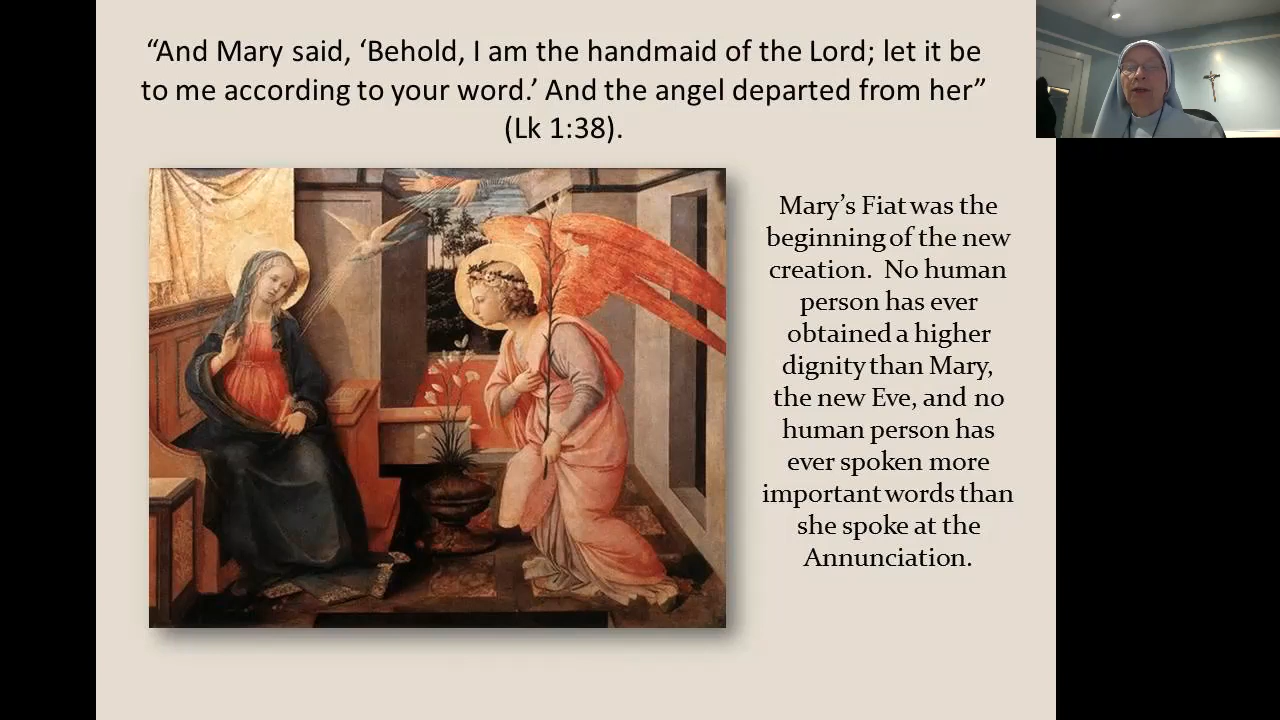 “And Mary said, ‘Behold, I am the handmaid of the Lord; let it be
to me according to your word.’ And the angel departed from her”
(Lk 1:38).
Mary’s Fiat was the
beginning of the new
creation.  No human
person has ever
obtained a higher
dignity than Mary,
the new Eve, and no
human person has
ever spoken more
important words than
she spoke at the
Annunciation.